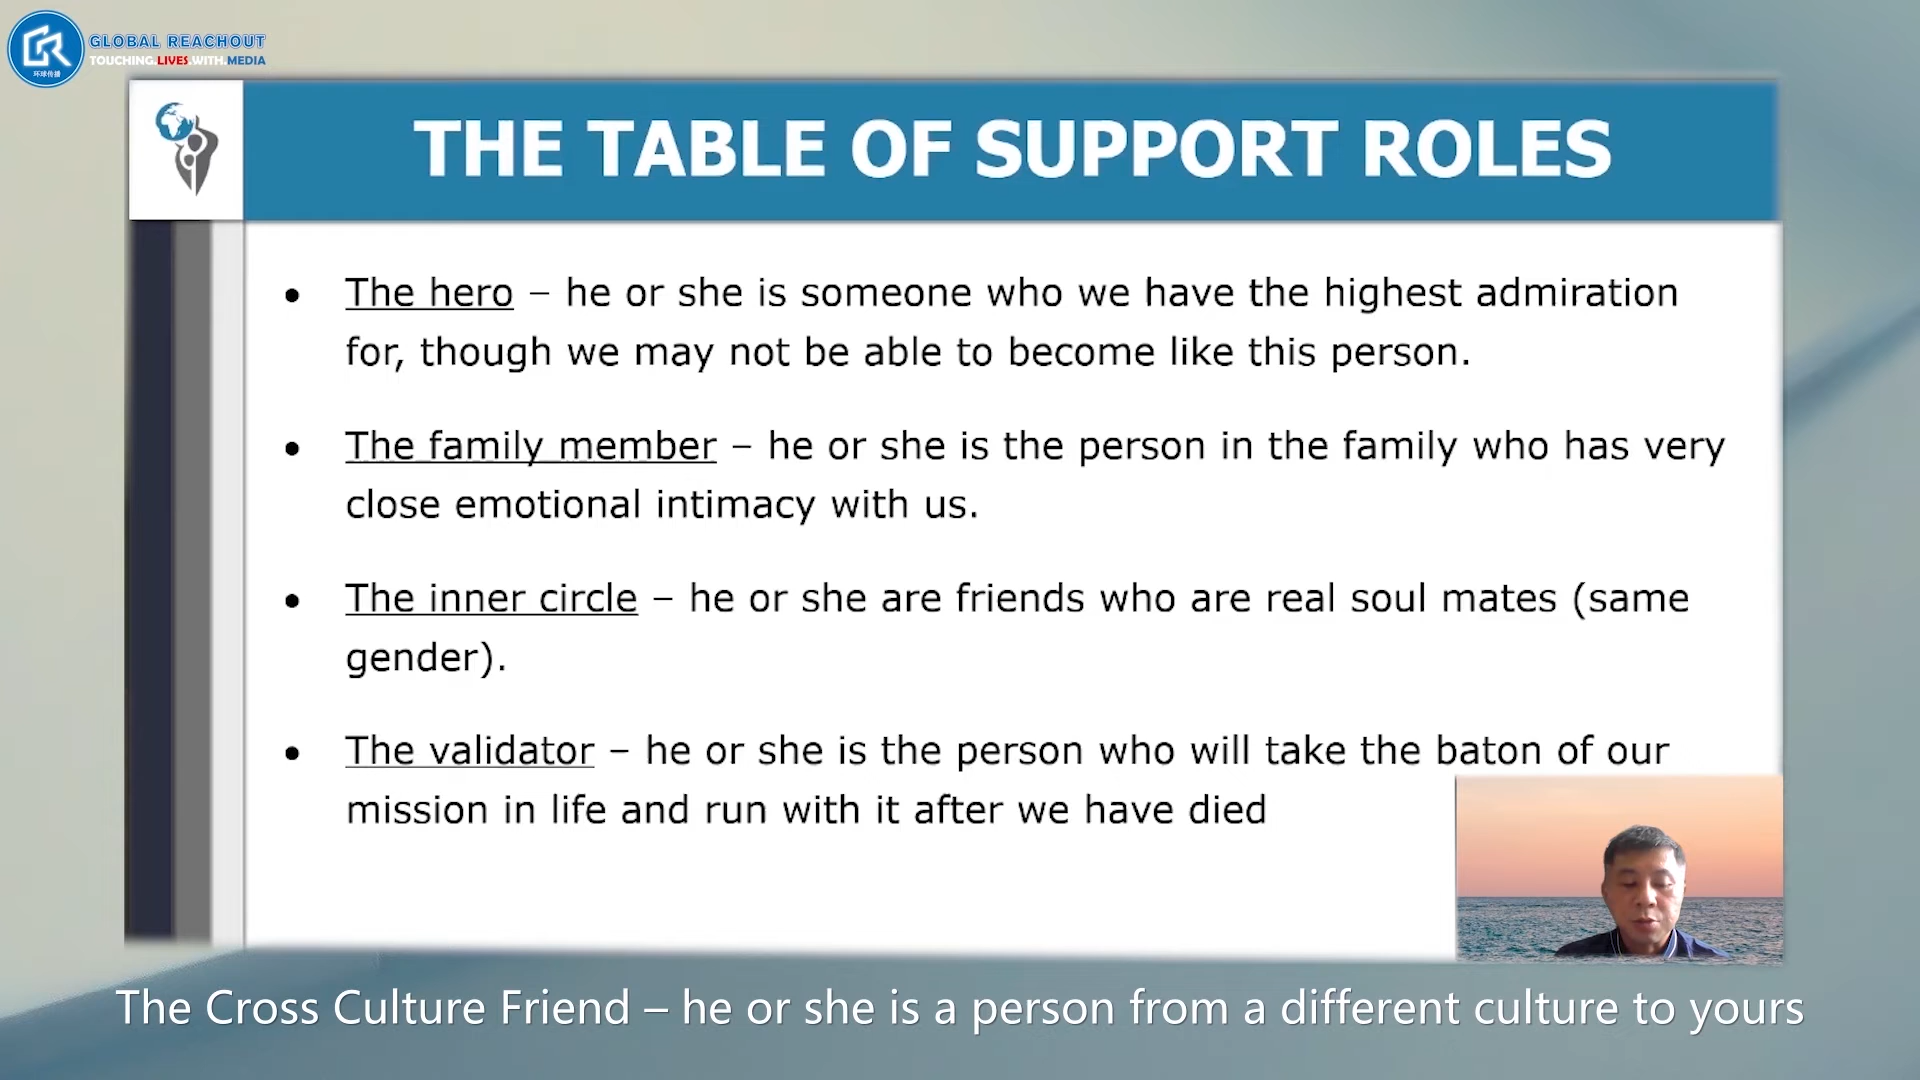 GLOBAL REACHOUT
TOUCHING.LIVES.WITH.MEDIA
环球传播
THE TABLE OF SUPPORT ROLES
• The hero – he or she is someone who we have the highest admiration
for, though we may not be able to become like this person.
• The family member – he or she is the person in the family who has very
close emotional intimacy with us.
• The inner circle – he or she are friends who are real soul mates (same
gender).
• The validator – he or she is the person who will take the baton of our
mission in life and run with it after we have died
The Cross Culture Friend – he or she is a person from a different culture to yours